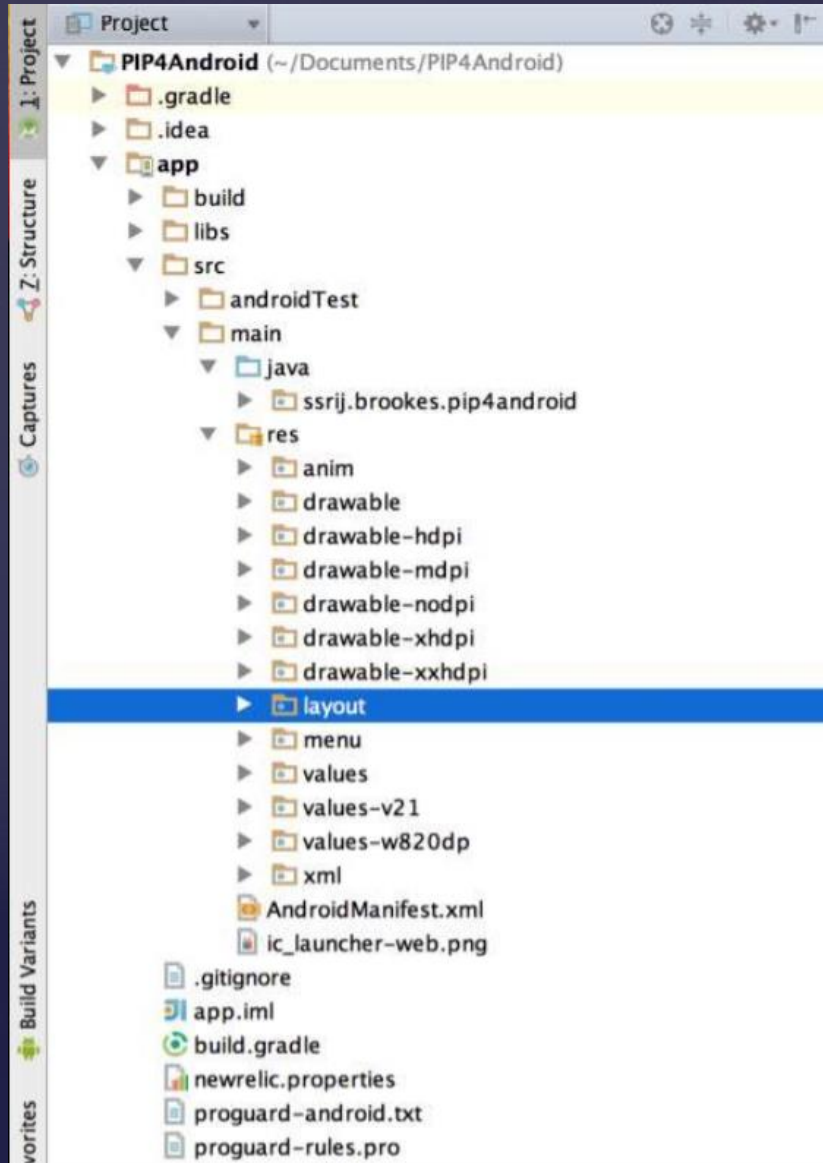 Project
PIP4Android (~/Documents/PIP4Android)
.gradle
.idea
app
build
libs
src
androidTest
main
java
ssrij.brookes.pip4android
res
anim
drawable
drawable-hdpi
drawable-mdpi
drawable-nodpi
drawable-xhdpi
drawable-xxhdpi
layout
menu
values
values-v21
values-w820dp
xml
AndroidManifest.xml
ic_launcher-web.png
.gitignore
app.iml
build.gradle
newrelic.properties
proguard-android.txt
proguard-rules.pro
1: Project
Z: Structure
Captures
Build Variants
vorites